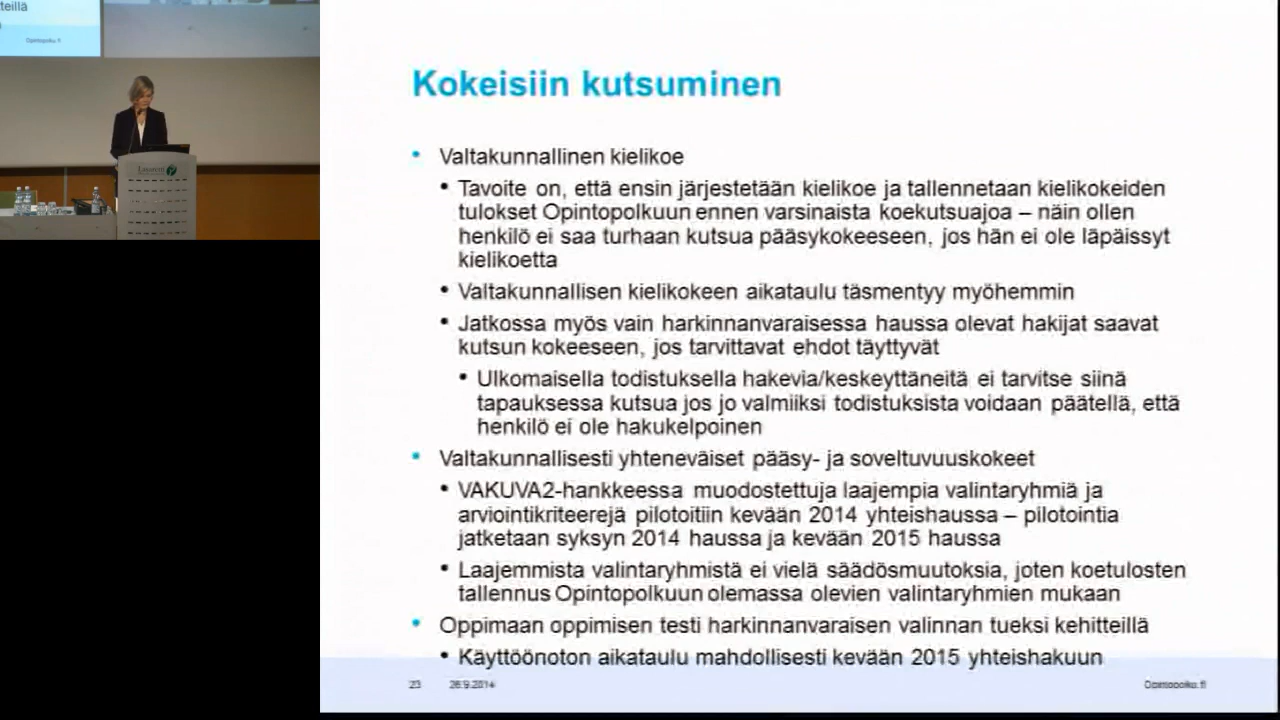 teillä
Opintopolku.fi
Kokeisiin kutsuminen
• Valtakunnallinen kielikoe
• Tavoite on, että ensin järjestetään kielikoe ja tallennetaan kielikokeiden
tulokset Opintopolkuun ennen varsinaista koekutsuajoa – näin ollen
henkilö ei saa turhaan kutsua pääsykokeeseen, jos hän ei ole läpäissyt
kielikoetta
• Valtakunnallisen kielikokeen aikataulu täsmentyy myöhemmin
• Jatkossa myös vain harkinnanvaraisessa haussa olevat hakijat saavat
kutsun kokeeseen, jos tarvittavat ehdot täyttyvät
• Ulkomaisella todistuksella hakevia/keskeyttäneitä ei tarvitse siinä
tapauksessa kutsua jos jo valmiiksi todistuksista voidaan päätellä, että
henkilö ei ole hakukelpoinen
• Valtakunnallisesti yhteneväiset pääsy- ja soveltuvuuskokeet
• VAKUVA2-hankkeessa muodostettuja laajempia valintaryhmiä ja
arviointikriteerejä pilotoitiin kevään 2014 yhteishaussa – pilotointia
jatketaan syksyn 2014 haussa ja kevään 2015 haussa
• Laajemmista valintaryhmistä ei vielä säädösmuutoksia, joten koetulosten
tallennus Opintopolkuun olemassa olevien valintaryhmien mukaan
• Oppimaan oppimisen testi harkinnanvaraisen valinnan tueksi kehitteillä
• Käyttöönoton aikataulu mahdollisesti kevään 2015 yhteishakuun
23 26.9.2014 Opintopolku.fi